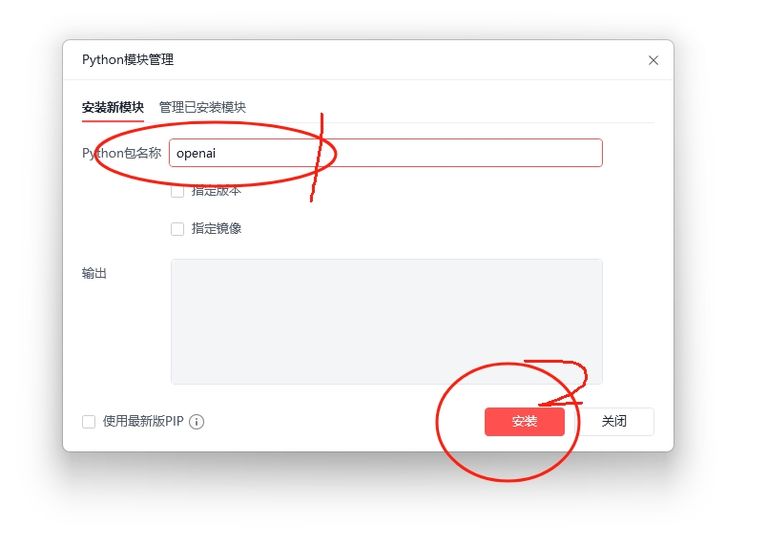 Python模块管理
安装新模块 管理已安装模块
Python包名称 openai
1
指定版本
指定镜像
输出
2
使用最新版PIP
安装 关闭